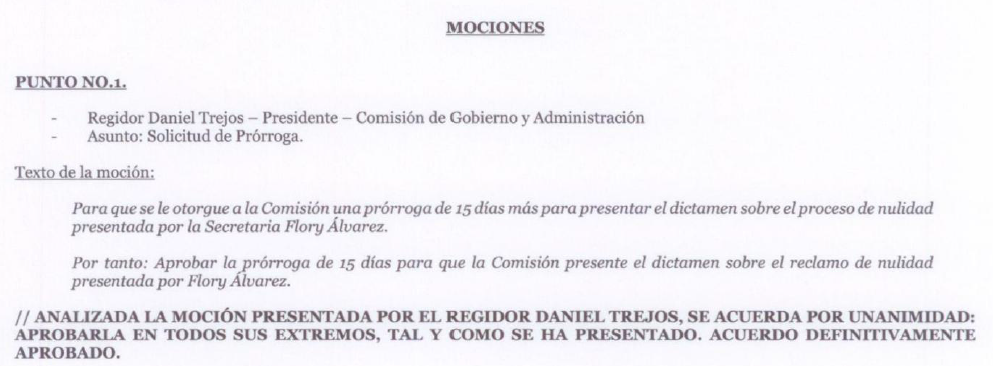 MOCIONES
PUNTO NO.1.
- Regidor Daniel Trejos – Presidente – Comisión de Gobierno y Administración
- Asunto: Solicitud de Prórroga.
Texto de la moción:
Para que se le otorgue a la Comisión una prórroga de 15 días más para presentar el dictamen sobre el proceso de nulidad
presentada por la Secretaria Flory Álvarez.
Por tanto: Aprobar la prórroga de 15 días para que la Comisión presente el dictamen sobre el reclamo de nulidad
presentada por Flory Álvarez.
// ANALIZADA LA MOCIÓN PRESENTADA POR EL REGIDOR DANIEL TREJOS, SE ACUERDA POR UNANIMIDAD:
APROBARLA EN TODOS SUS EXTREMOS, TAL Y COMO SE HA PRESENTADO. ACUERDO DEFINITIVAMENTE
APROBADO.